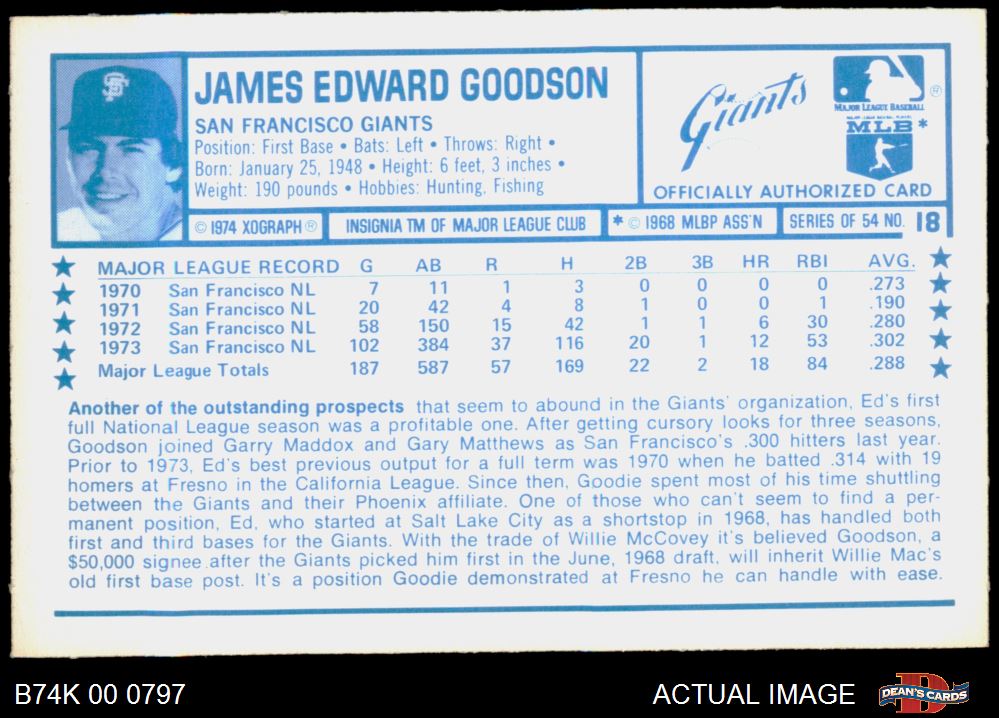 SF
JAMES EDWARD GOODSON
SAN FRANCISCO GIANTS
Position: First Base • Bats: Left • Throws: Right •
Born: January 25, 1948 • Height: 6 feet, 3 inches •
Weight: 190 pounds • Hobbies: Hunting, Fishing
Giants
MAJOR LEAGUE BASEBALL ®
MLB *
OFFICIALLY AUTHORIZED CARD
© 1974 XOGRAPH ® INSIGNIA TM OF MAJOR LEAGUE CLUB * © 1968 MLBP ASS'N SERIES OF 54 NO. 18
MAJOR LEAGUE RECORD G AB R H 2B 3B HR RBI AVG.
1970 San Francisco NL 7 11 1 3 0 0 0 0 .273
1971 San Francisco NL 20 42 4 8 1 0 0 1 .190
1972 San Francisco NL 58 150 15 42 1 1 6 30 .280
1973 San Francisco NL 102 384 37 116 20 1 12 53 .302
Major League Totals 187 587 57 169 22 2 18 84 .288
Another of the outstanding prospects that seem to abound in the Giants' organization, Ed's first
full National League season was a profitable one. After getting cursory looks for three seasons,
Goodson joined Garry Maddox and Gary Matthews as San Francisco's .300 hitters last year.
Prior to 1973, Ed's best previous output for a full term was 1970 when he batted .314 with 19
homers at Fresno in the California League. Since then, Goodie spent most of his time shuttling
between the Giants and their Phoenix affiliate. One of those who can't seem to find a per-
manent position, Ed, who started at Salt Lake City as a shortstop in 1968, has handled both
first and third bases for the Giants. With the trade of Willie McCovey it's believed Goodson, a
$50,000 signee after the Giants picked him first in the June, 1968 draft, will inherit Willie Mac's
old first base post. It's a position Goodie demonstrated at Fresno he can handle with ease.
B74K 00 0797
ACTUAL IMAGE
DEAN'S CARDS